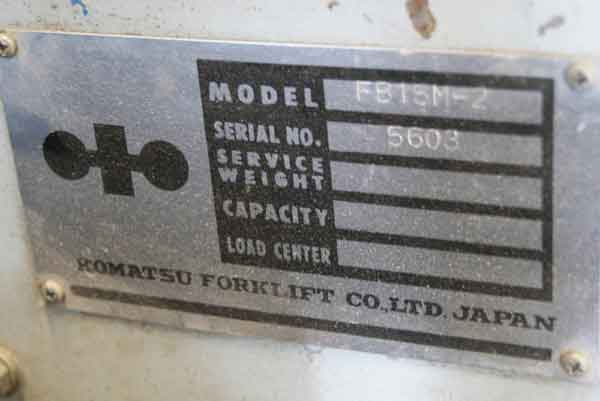 MODEL FB15M-2
SERIAL NO. 5603
SERVICE WEIGHT
CAPACITY
LOAD CENTER
KOMATSU FORKLIFT CO.,LTD. JAPAN